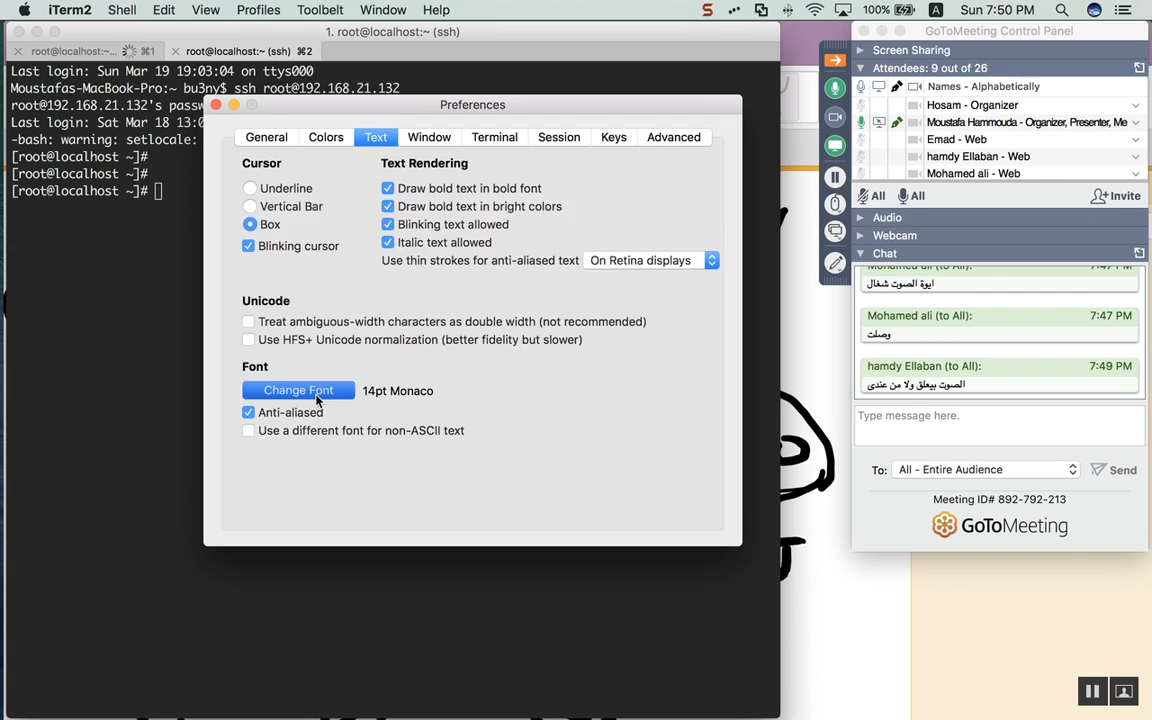 iTerm2 Shell Edit View Profiles Toolbelt Window Help
100% A Sun 7:50 PM
1. root@localhost:~ (ssh)
root@localhost:~... ⌘1
root@localhost:~ (ssh) ⌘2
Last login: Sun Mar 19 19:03:04 on ttys000
Moustafas-MacBook-Pro:~ bu3ny$ ssh root@192.168.21.132
root@192.168.21.132's passw
Last login: Sat Mar 18 13:0
-bash: warning: setlocale:
[root@localhost ~]#
[root@localhost ~]#
[root@localhost ~]#
Preferences
General Colors Text Window Terminal Session Keys Advanced
Cursor
Underline
Vertical Bar
Box
Blinking cursor
Text Rendering
Draw bold text in bold font
Draw bold text in bright colors
Blinking text allowed
Italic text allowed
Use thin strokes for anti-aliased text On Retina displays
Unicode
Treat ambiguous-width characters as double width (not recommended)
Use HFS+ Unicode normalization (better fidelity but slower)
Font
Change Font 14pt Monaco
Anti-aliased
Use a different font for non-ASCII text
GoToMeeting Control Panel
Screen Sharing
Attendees: 9 out of 26
Names - Alphabetically
Hosam - Organizer
Moustafa Hammouda - Organizer, Presenter, Me
Emad - Web
hamdy Ellaban - Web
Mohamed ali - Web
All All Invite
Audio
Webcam
Chat
Mohamed ali (to All): 7:47 PM
ايوة الصوت شغال
Mohamed ali (to All): 7:47 PM
وصلت
hamdy Ellaban (to All): 7:49 PM
الصوت بيعلق ولا من عندى
Type message here.
To: All - Entire Audience Send
Meeting ID# 892-792-213
GoToMeeting